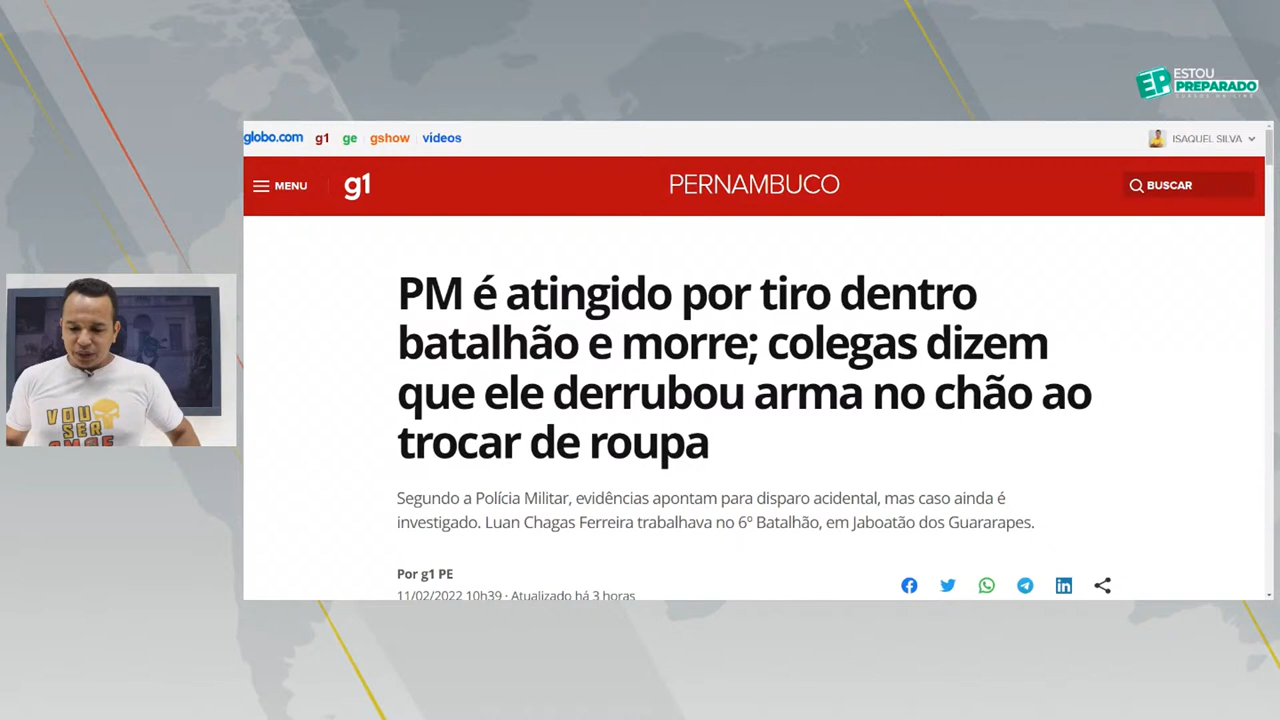 ESTOU
PREPARADO
globo.com g1 ge gshow vídeos
ISAQUEL SILVA
MENU g1 PERNAMBUCO BUSCAR
PM é atingido por tiro dentro
batalhão e morre; colegas dizem
que ele derrubou arma no chão ao
trocar de roupa
Segundo a Polícia Militar, evidências apontam para disparo acidental, mas caso ainda é
investigado. Luan Chagas Ferreira trabalhava no 6º Batalhão, em Jaboatão dos Guararapes.
Por g1 PE
11/02/2022 10h39 · Atualizado há 3 horas
VOU
SER